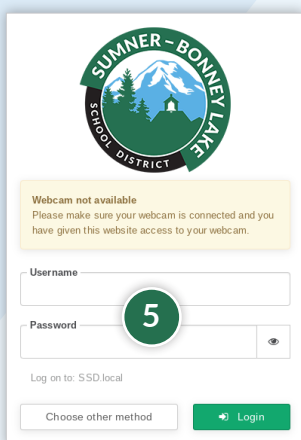 SUMNER-BONNEY LAKE
SCHOOL DISTRICT
Webcam not available
Please make sure your webcam is connected and you
have given this website access to your webcam.
Username
5
Password
Log on to: SSD.local
Choose other method
Login